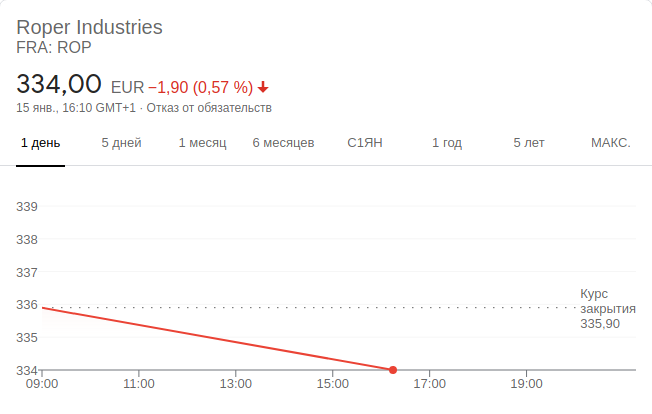 Roper Industries
FRA: ROP
334,00 EUR −1,90 (0,57 %)
15 янв., 16:10 GMT+1 · Отказ от обязательств
1 день 5 дней 1 месяц 6 месяцев С1ЯН 1 год 5 лет МАКС.
339
338
337
336
335
334
Курс
закрытия
335,90
09:00 11:00 13:00 15:00 17:00 19:00